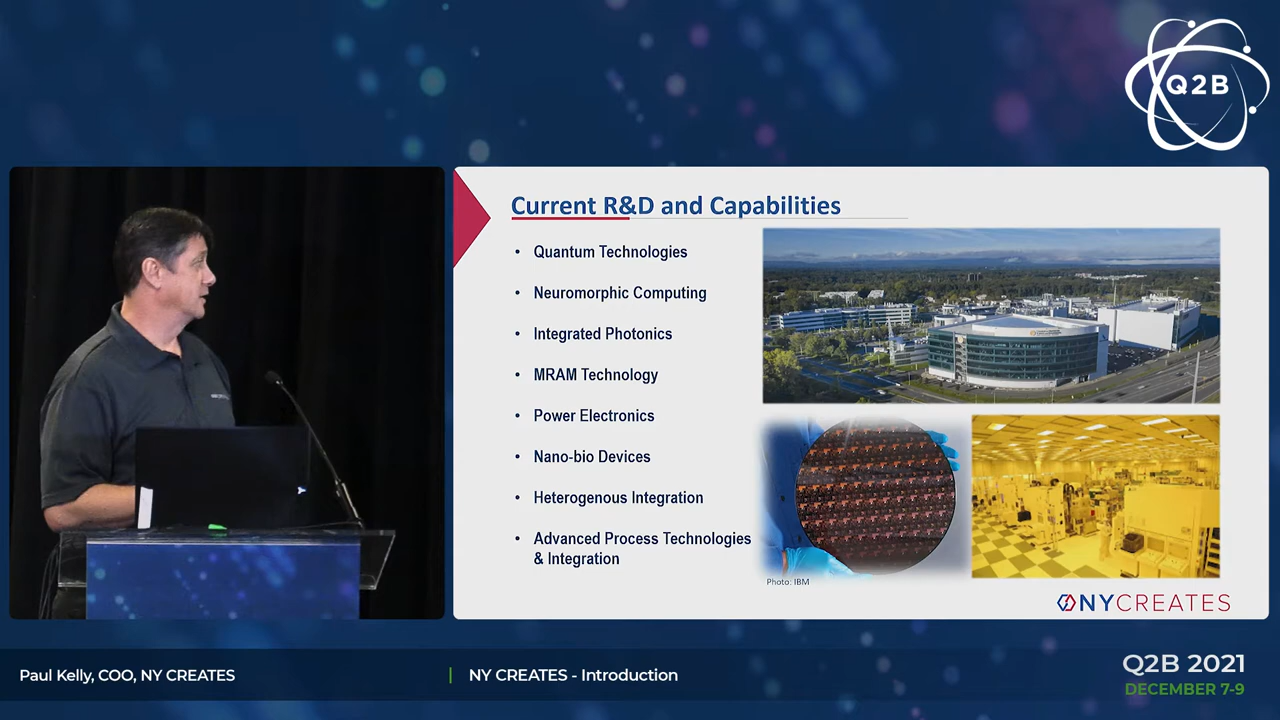 Q2B
Current R&D and Capabilities
• Quantum Technologies
• Neuromorphic Computing
• Integrated Photonics
• MRAM Technology
• Power Electronics
• Nano-bio Devices
• Heterogenous Integration
• Advanced Process Technologies
& Integration
Photo: IBM
NYCREATES
Paul Kelly, COO, NY CREATES
NY CREATES - Introduction
Q2B 2021
DECEMBER 7-9